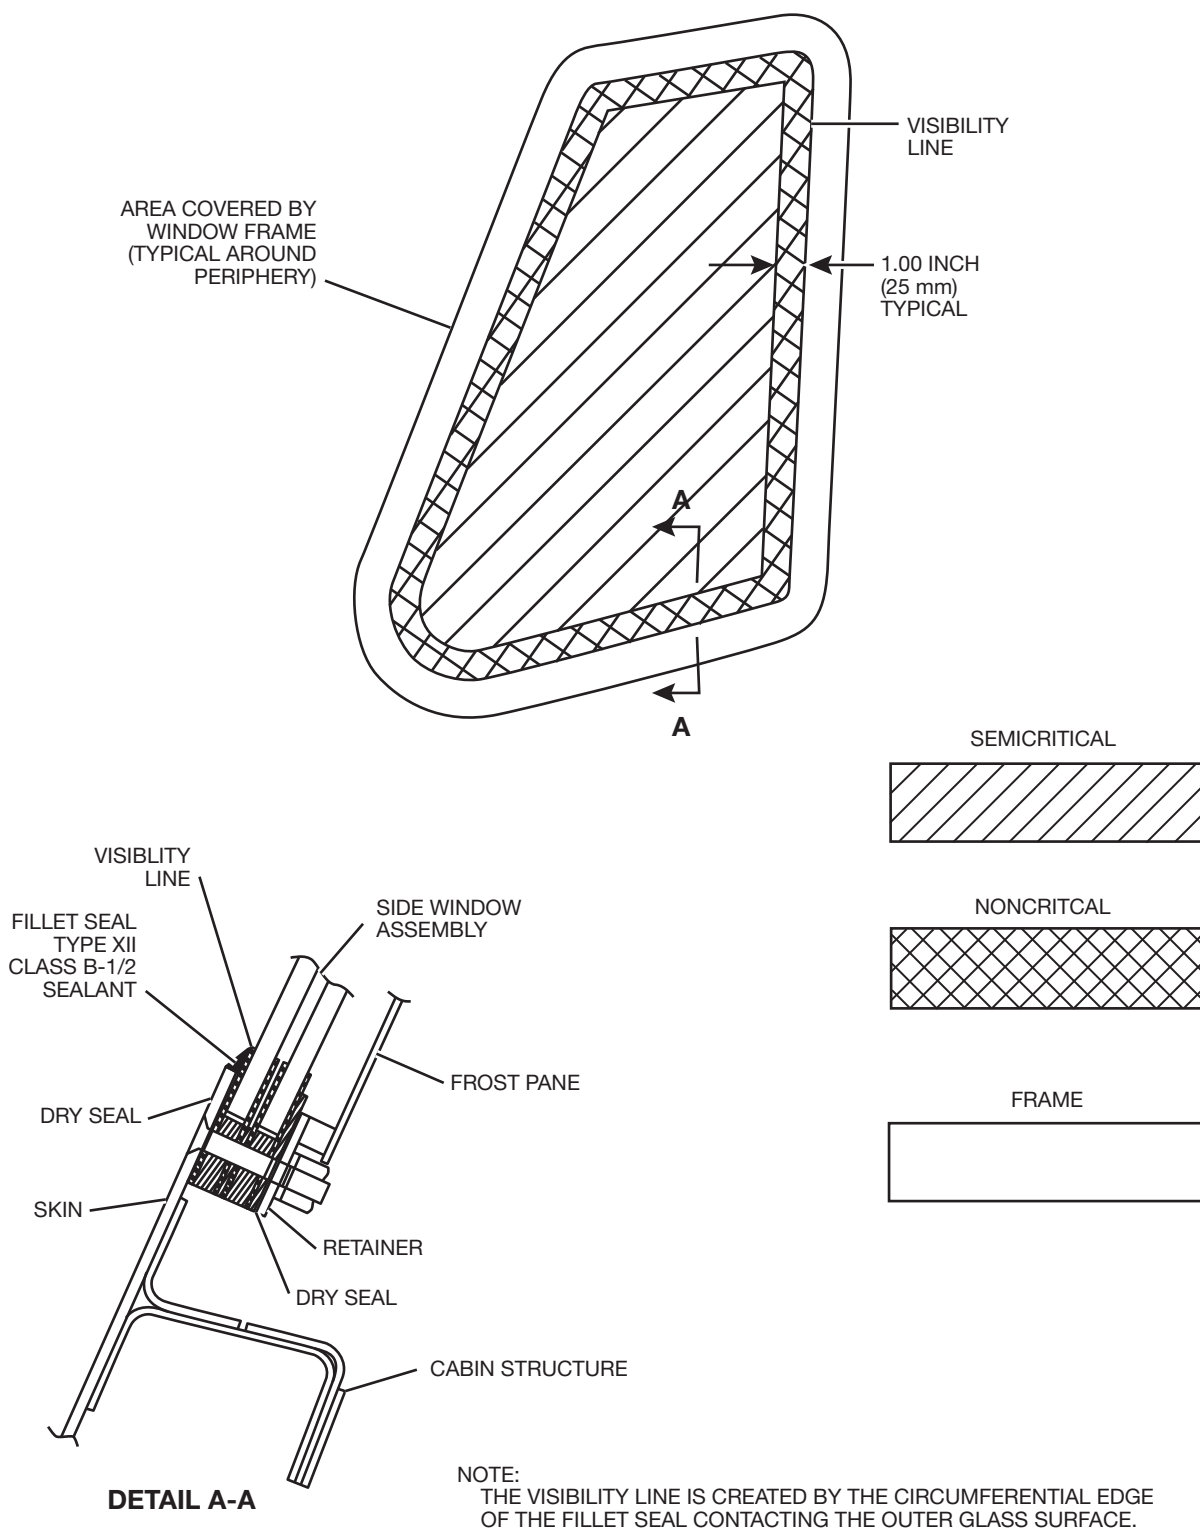 VISIBILITY
LINE
AREA COVERED BY
WINDOW FRAME
(TYPICAL AROUND
PERIPHERY)
1.00 INCH
(25 mm)
TYPICAL
A
A
SEMICRITICAL
VISIBLITY
LINE
FILLET SEAL
TYPE XII
CLASS B-1/2
SEALANT
SIDE WINDOW
ASSEMBLY
NONCRITCAL
FROST PANE
DRY SEAL
FRAME
SKIN
RETAINER
DRY SEAL
CABIN STRUCTURE
DETAIL A-A
NOTE:
THE VISIBILITY LINE IS CREATED BY THE CIRCUMFERENTIAL EDGE
OF THE FILLET SEAL CONTACTING THE OUTER GLASS SURFACE.